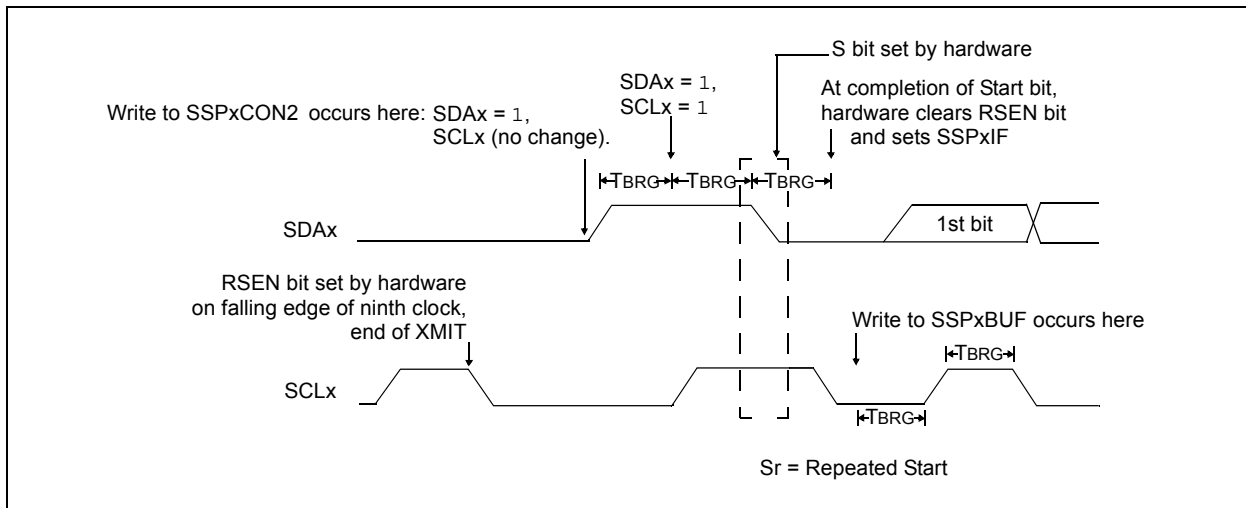 S bit set by hardware
SDAx = 1,
SCLx = 1
At completion of Start bit,
hardware clears RSEN bit
and sets SSPxIF
Write to SSPxCON2 occurs here: SDAx = 1,
SCLx (no change).
TBRG TBRG TBRG
SDAx
1st bit
RSEN bit set by hardware
on falling edge of ninth clock,
end of XMIT
Write to SSPxBUF occurs here
TBRG
SCLx
TBRG
Sr = Repeated Start